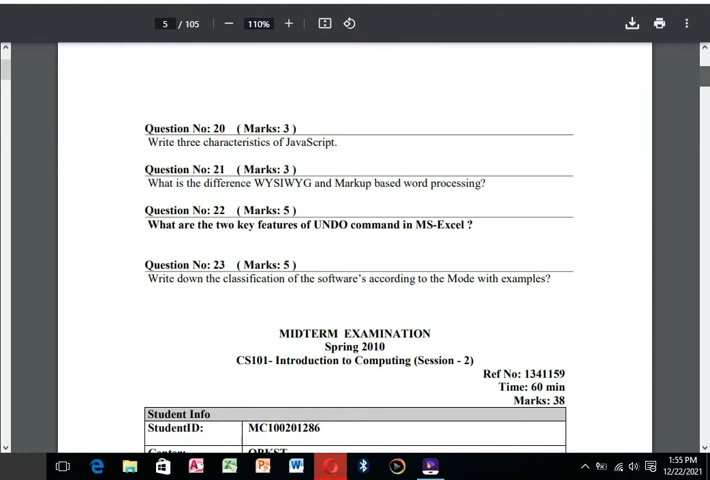 5 / 105
110%
Question No: 20 ( Marks: 3 )
Write three characteristics of JavaScript.
Question No: 21 ( Marks: 3 )
What is the difference WYSIWYG and Markup based word processing?
Question No: 22 ( Marks: 5 )
What are the two key features of UNDO command in MS-Excel ?
Question No: 23 ( Marks: 5 )
Write down the classification of the software’s according to the Mode with examples?
MIDTERM EXAMINATION
Spring 2010
CS101- Introduction to Computing (Session - 2)
Ref No: 1341159
Time: 60 min
Marks: 38
Student Info
StudentID: MC100201286
1:55 PM
12/22/2021